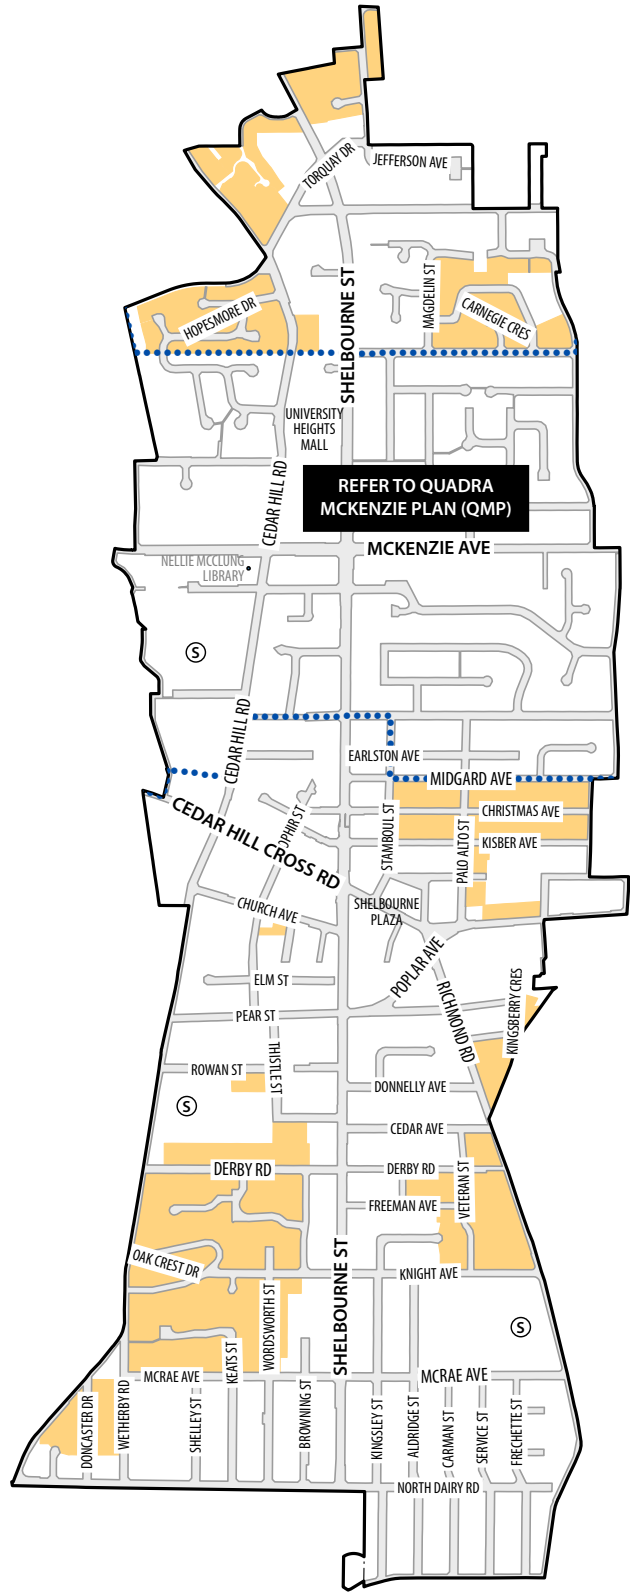 TORQUAY DR
JEFFERSON AVE
SHELBOURNE ST
MAGDELIN ST
CARNEGIE CRES
HOPESMORE DR
UNIVERSITY
HEIGHTS
MALL
CEDAR HILL RD
REFER TO QUADRA
MCKENZIE PLAN (QMP)
MCKENZIE AVE
NELLIE MCCLUNG
LIBRARY
S
CEDAR HILL RD
EARLSTON AVE
MIDGARD AVE
CEDAR HILL CROSS RD
OPHIR ST
STAMBOUL ST
PALO ALTO ST
CHRISTMAS AVE
KISBER AVE
CHURCH AVE
SHELBOURNE
PLAZA
POPLAR AVE
ELM ST
RICHMOND RD
KINGSBERRY CRES
PEAR ST
THISTLE ST
ROWAN ST
DONNELLY AVE
S
CEDAR AVE
DERBY RD
DERBY RD
VETERAN ST
FREEMAN AVE
OAK CREST DR
SHELBOURNE ST
KNIGHT AVE
WORDSWORTH ST
S
KEATS ST
MCRAE AVE
MCRAE AVE
DONCASTER DR
WETHERBY RD
SHELLEY ST
BROWNING ST
KINGSLEY ST
ALDRIDGE ST
CARMAN ST
SERVICE ST
FRECHETTE ST
NORTH DAIRY RD